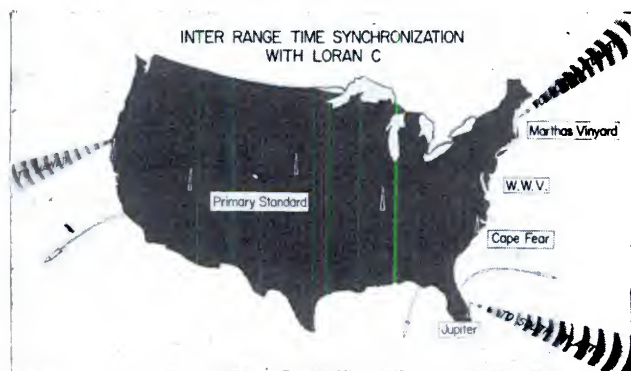 INTER RANGE TIME SYNCHRONIZATION
WITH LORAN C
Marthas Vinyard
W.W.V.
Primary Standard
Cape Fear
Jupiter